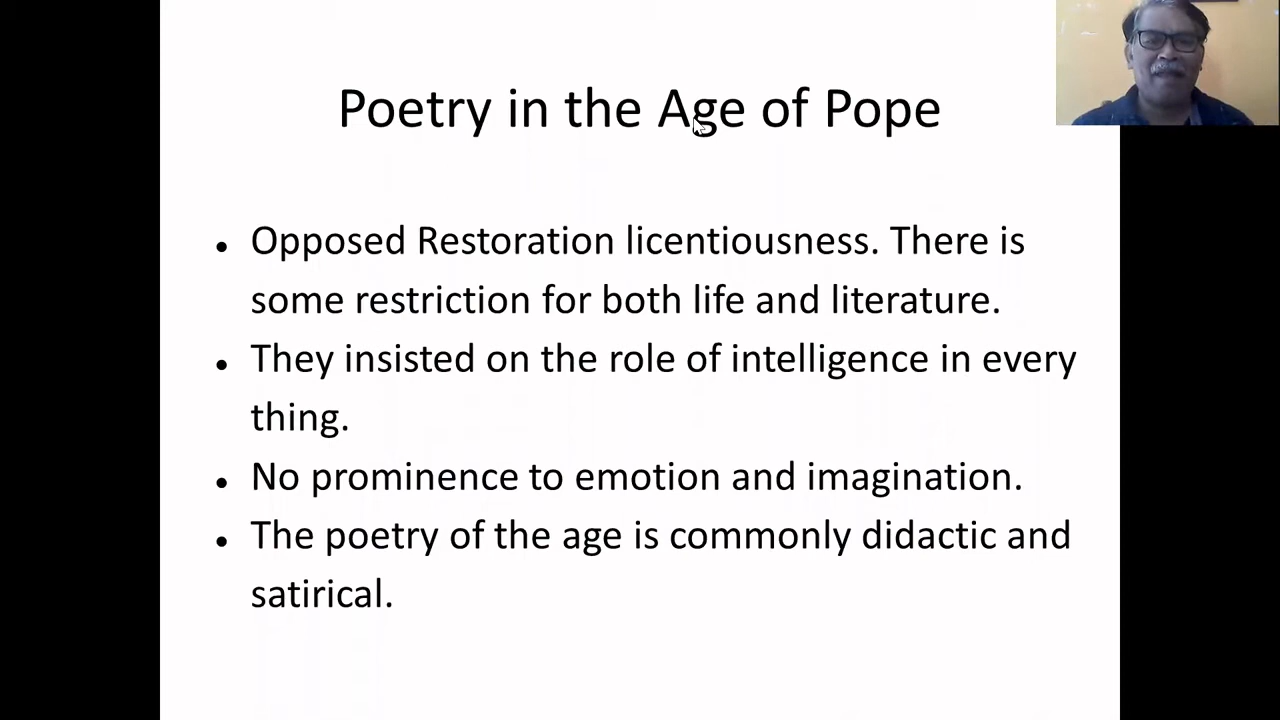 Poetry in the Age of Pope
• Opposed Restoration licentiousness. There is
some restriction for both life and literature.
• They insisted on the role of intelligence in every
thing.
• No prominence to emotion and imagination.
• The poetry of the age is commonly didactic and
satirical.